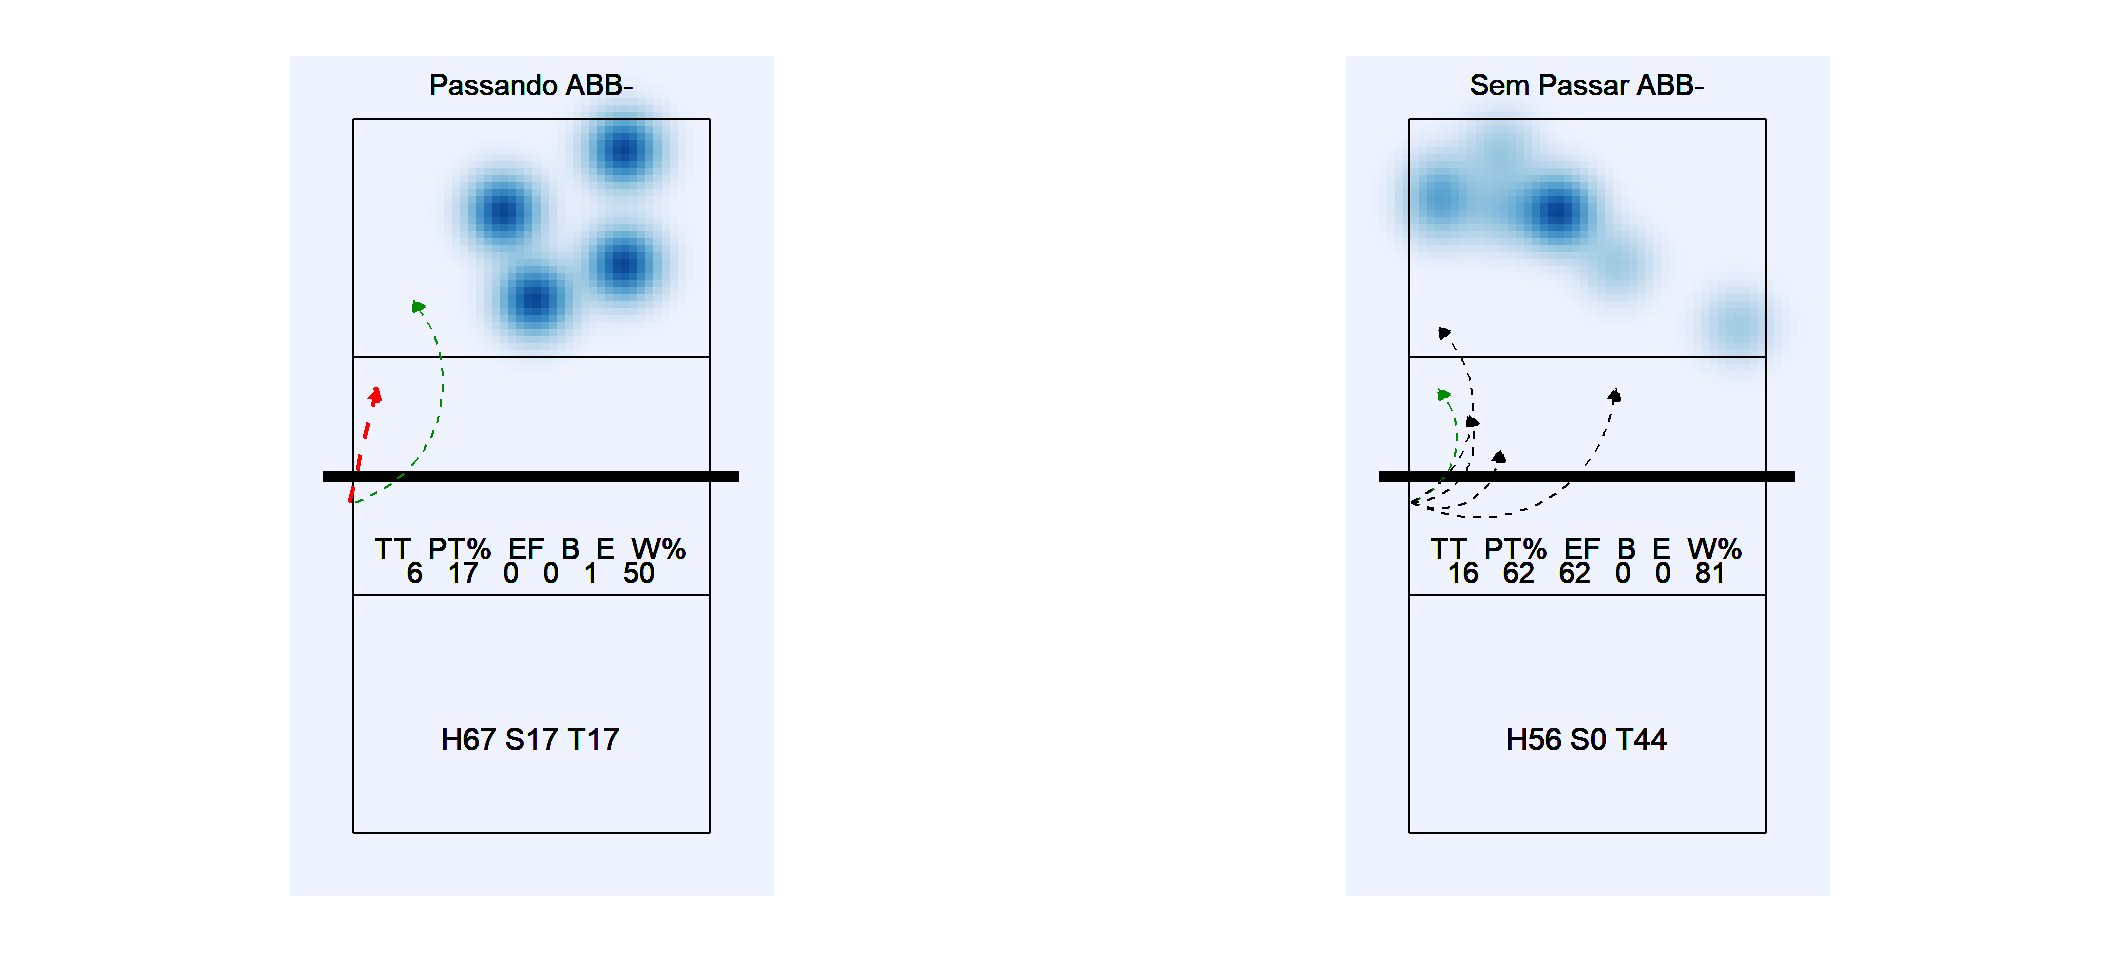 Passando ABB-
TT PT% EF B E W%
6 17 0 0 1 50
H67 S17 T17
Sem Passar ABB-
TT PT% EF B E W%
16 62 62 0 0 81
H56 S0 T44